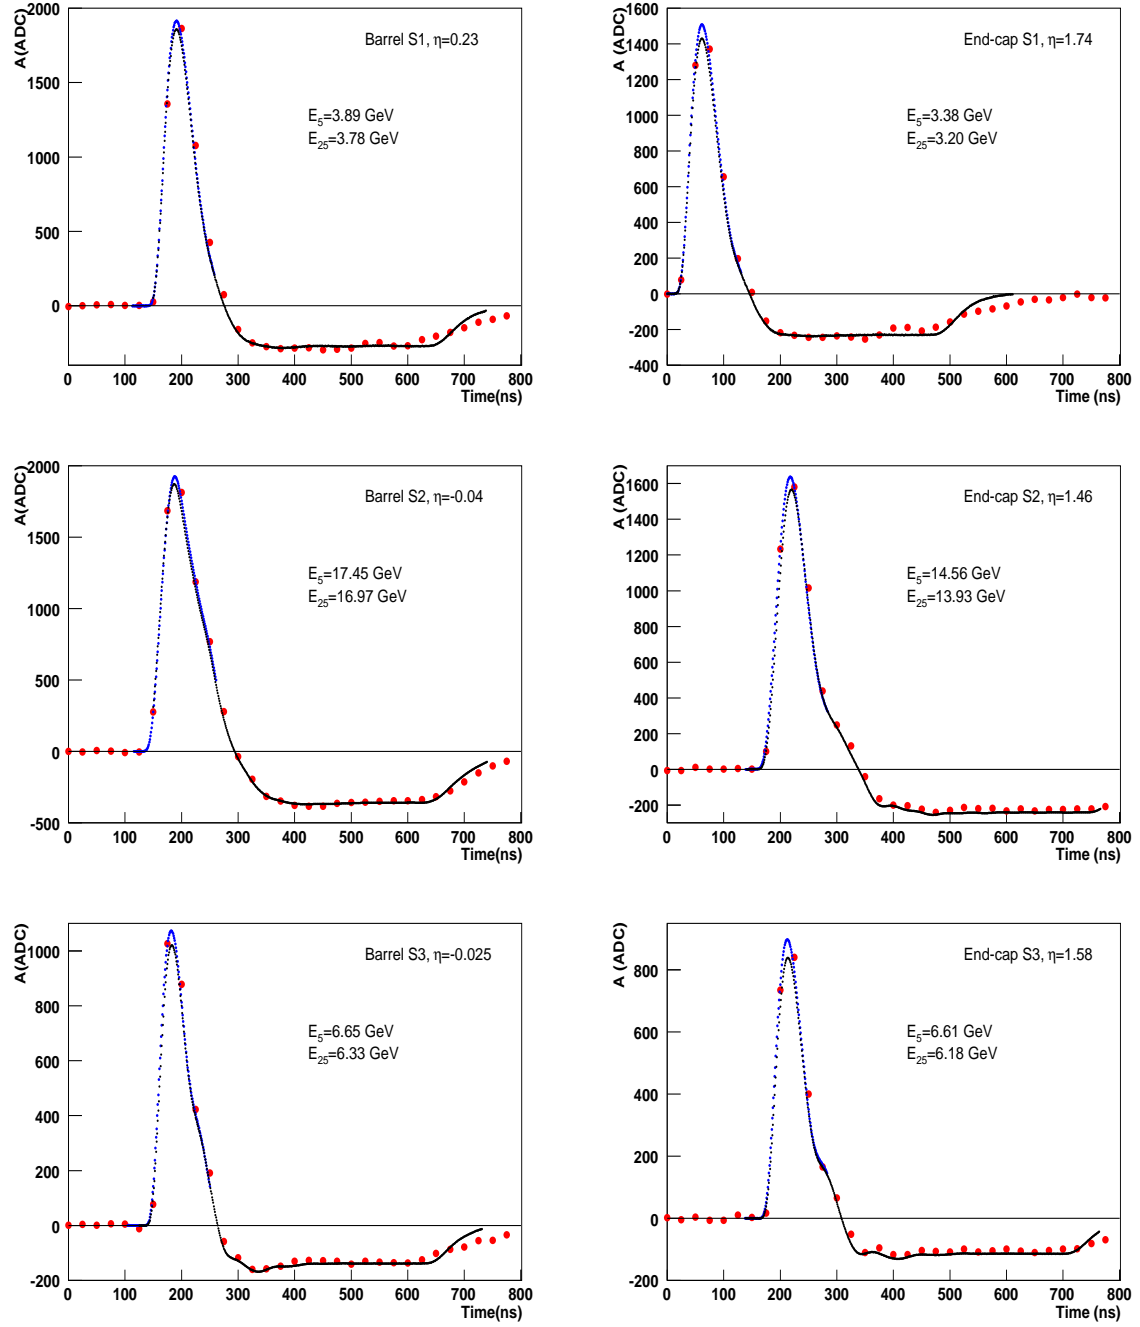 A(ADC)
2000
1500
1000
500
0
0 100 200 300 400 500 600 700 800
Time(ns)
Barrel S1, η=0.23
E5=3.89 GeV
E25=3.78 GeV
A (ADC)
1600
1400
1200
1000
800
600
400
200
0
-200
-400
0 100 200 300 400 500 600 700 800
Time (ns)
End-cap S1, η=1.74
E5=3.38 GeV
E25=3.20 GeV
A(ADC)
2000
1500
1000
500
0
-500
0 100 200 300 400 500 600 700 800
Time(ns)
Barrel S2, η=-0.04
E5=17.45 GeV
E25=16.97 GeV
A (ADC)
1600
1400
1200
1000
800
600
400
200
0
-200
0 100 200 300 400 500 600 700 800
Time (ns)
End-cap S2, η=1.46
E5=14.56 GeV
E25=13.93 GeV
A(ADC)
1000
800
600
400
200
0
-200
0 100 200 300 400 500 600 700 800
Time(ns)
Barrel S3, η=-0.025
E5=6.65 GeV
E25=6.33 GeV
A (ADC)
800
600
400
200
0
-200
0 100 200 300 400 500 600 700 800
Time (ns)
End-cap S3, η=1.58
E5=6.61 GeV
E25=6.18 GeV